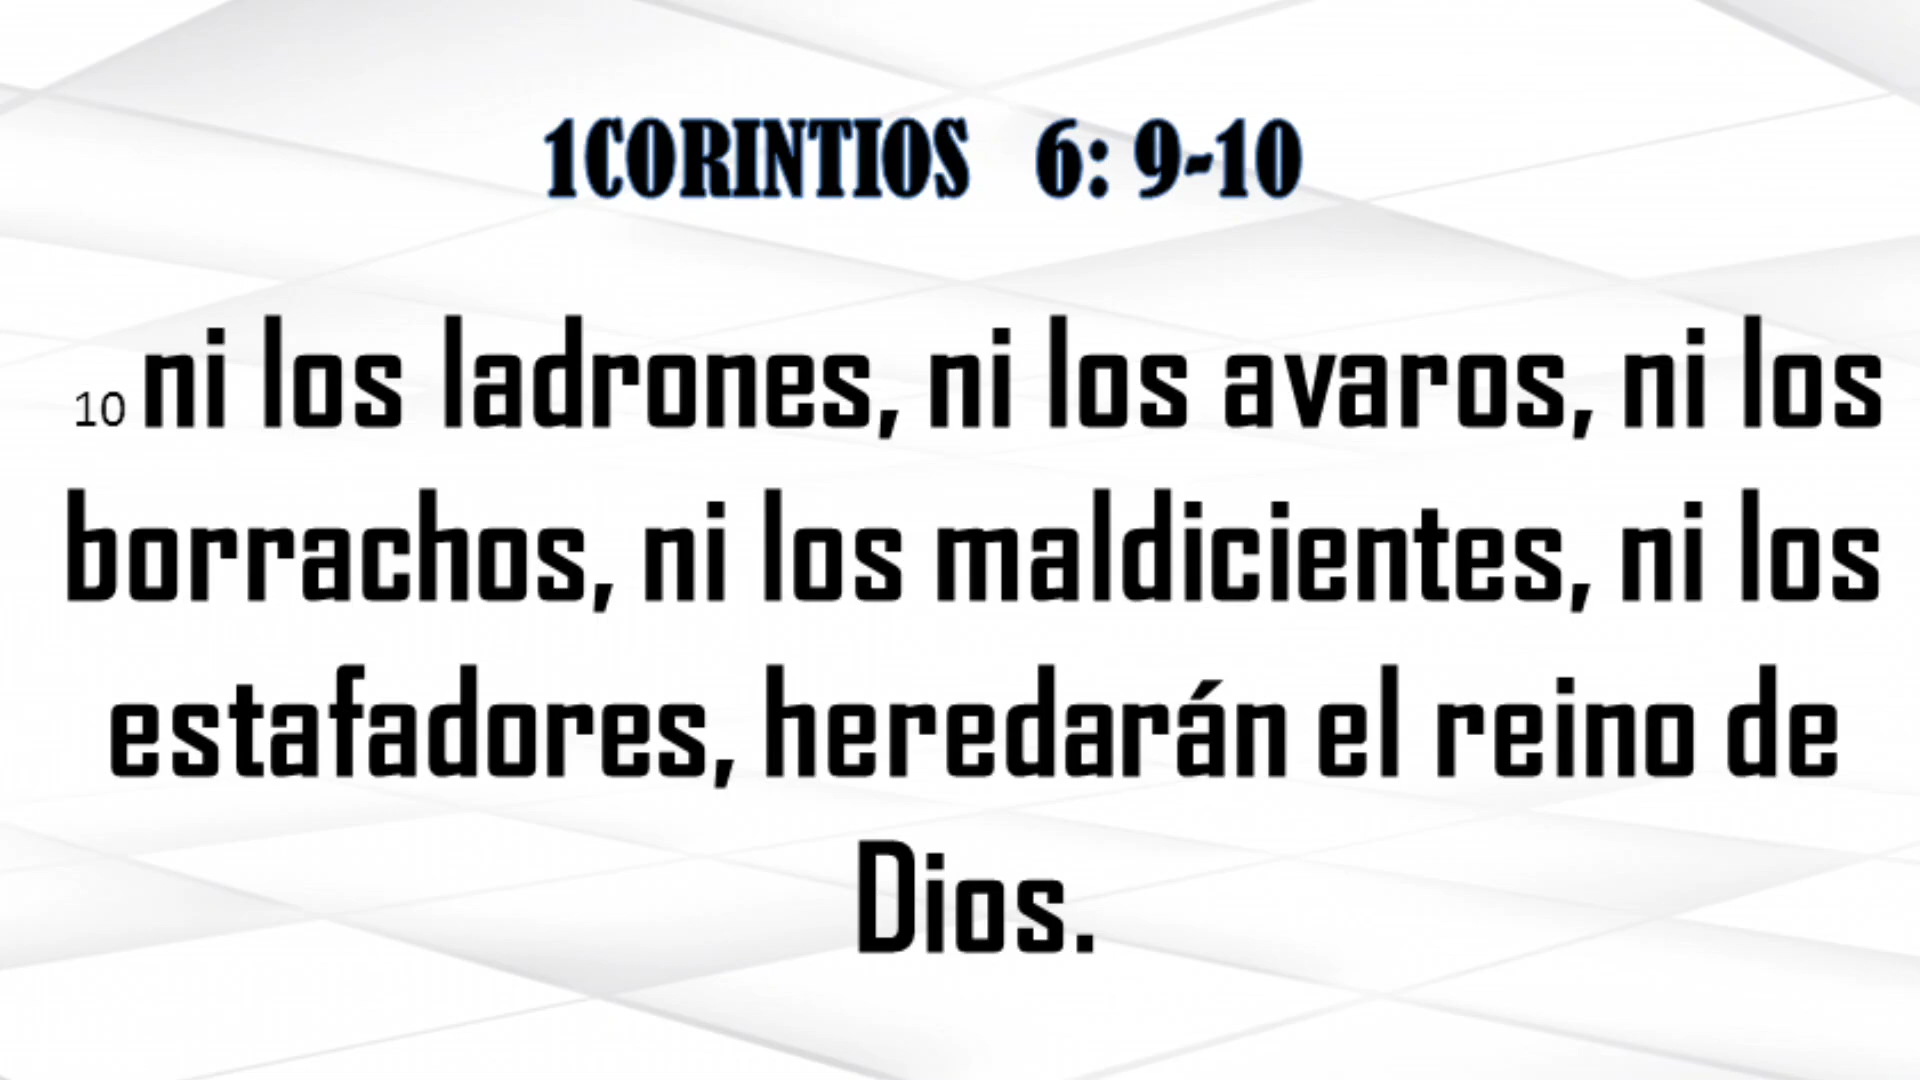 1CORINTIOS 6: 9-10
10 ni los ladrones, ni los avaros, ni los
borrachos, ni los maldicientes, ni los
estafadores, heredarán el reino de
Dios.